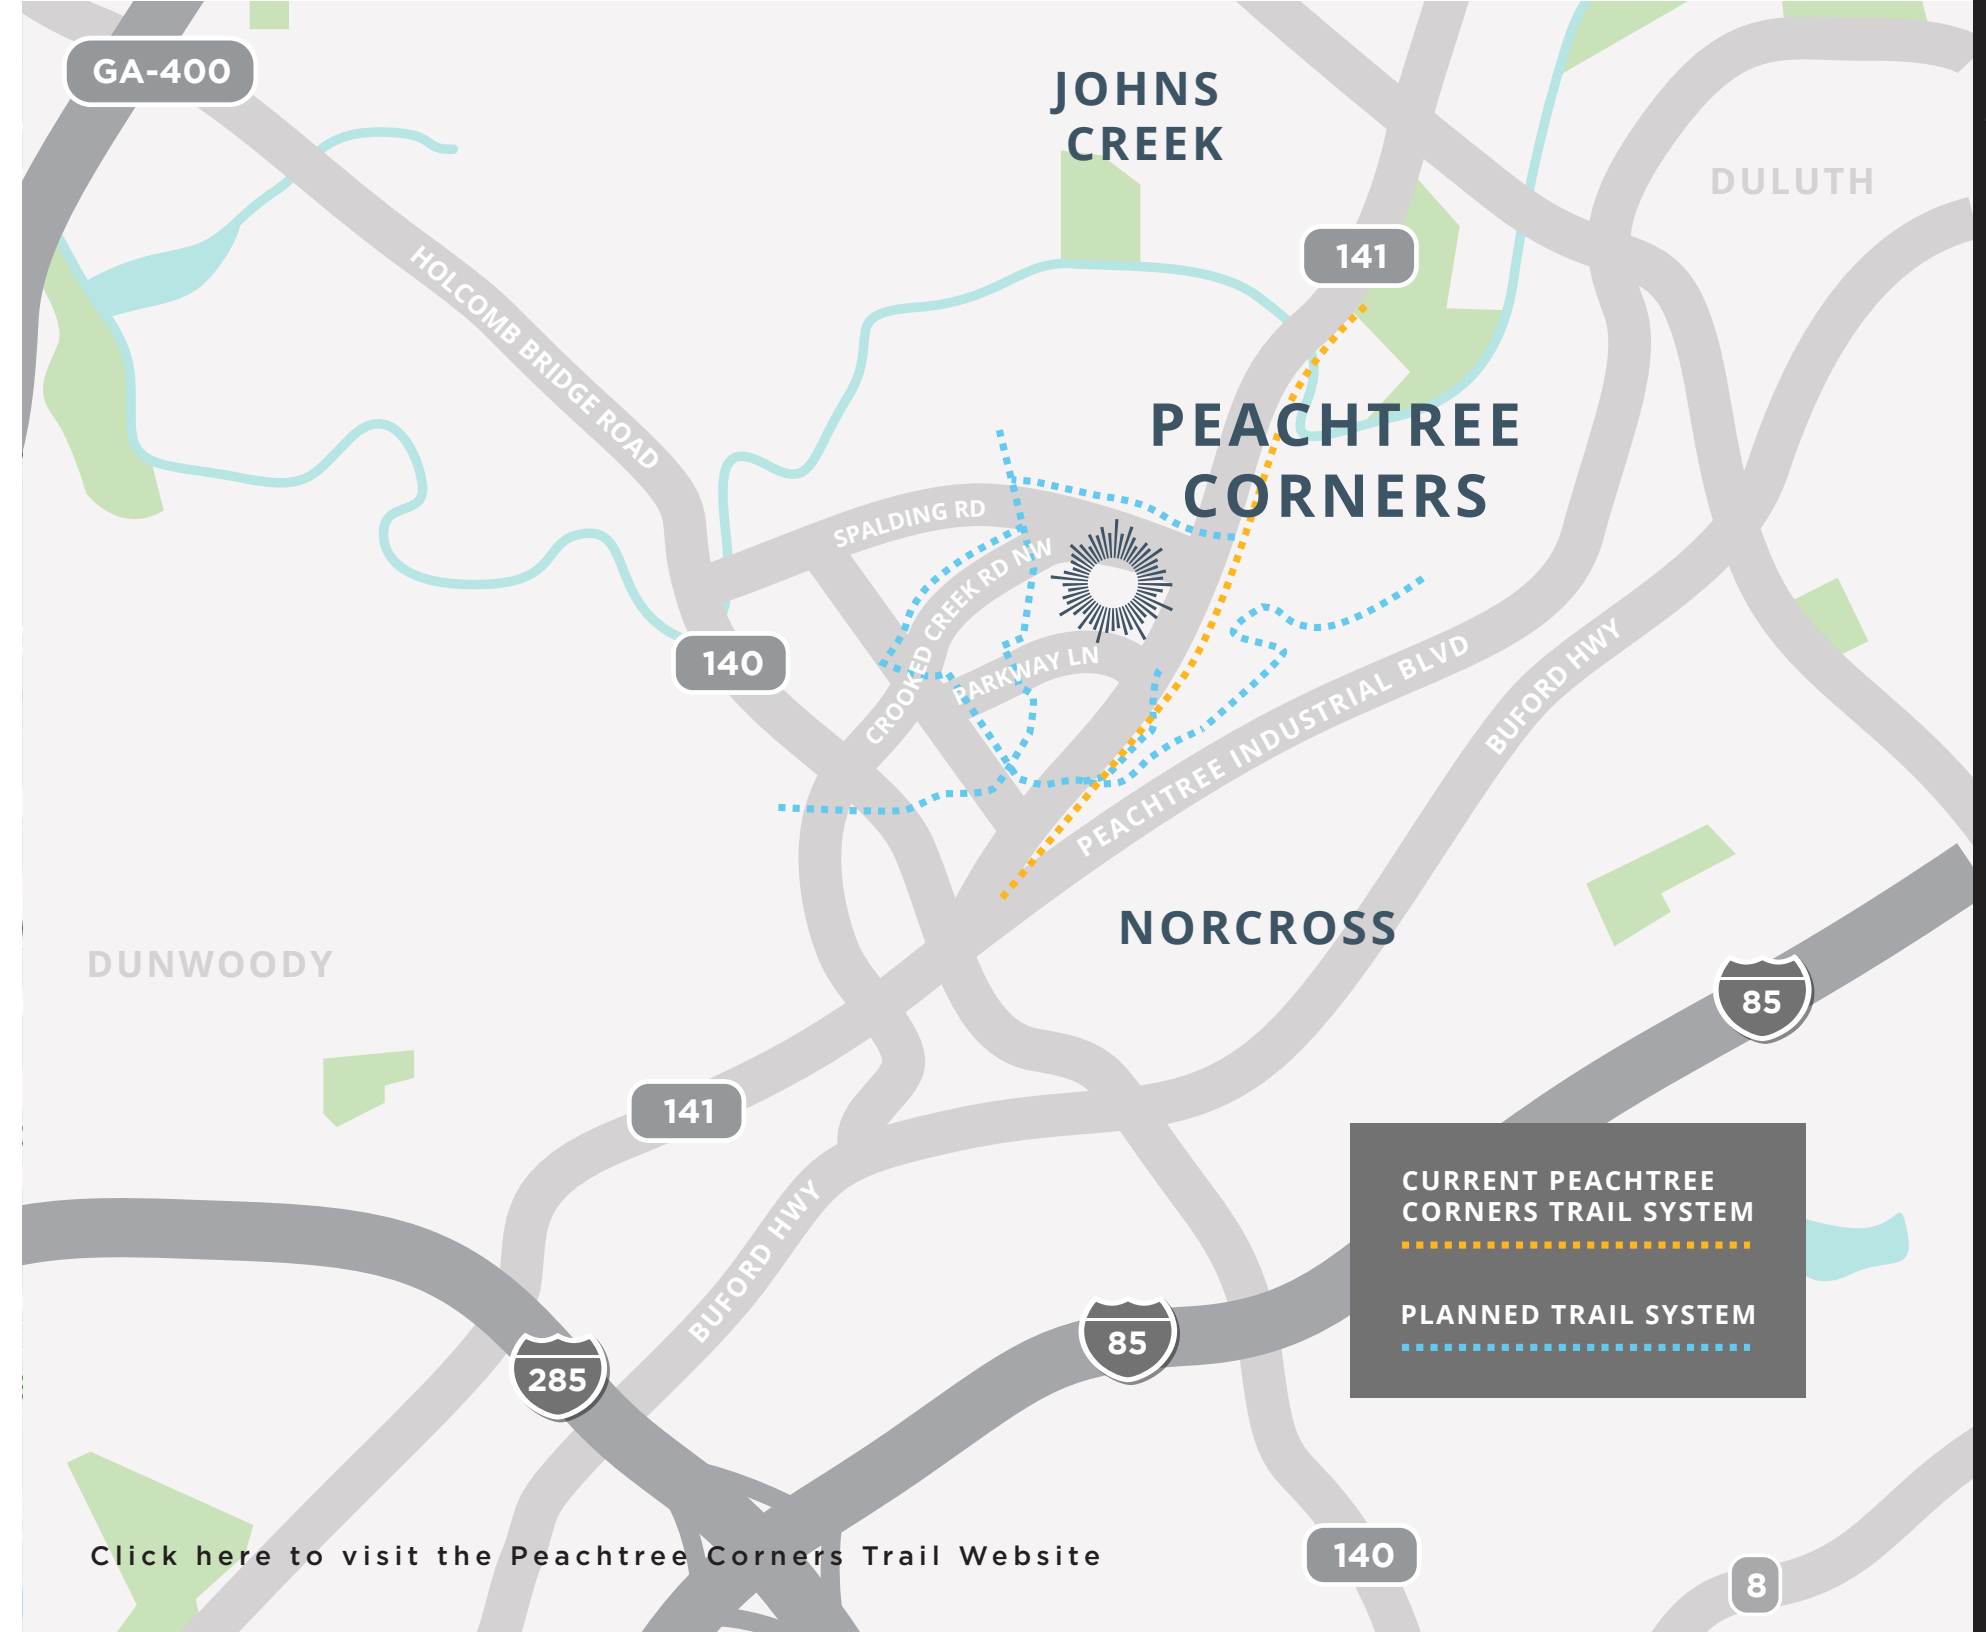 GA-400
JOHNS
CREEK
DULUTH
141
HOLCOMB BRIDGE ROAD
PEACHTREE
CORNERS
SPALDING RD
CROOKED CREEK RD NW
140
PARKWAY LN
PEACHTREE INDUSTRIAL BLVD
BUFORD HWY
NORCROSS
DUNWOODY
85
141
CURRENT PEACHTREE
CORNERS TRAIL SYSTEM
PLANNED TRAIL SYSTEM
BUFORD HWY
85
285
Click here to visit the Peachtree Corners Trail Website
140
8